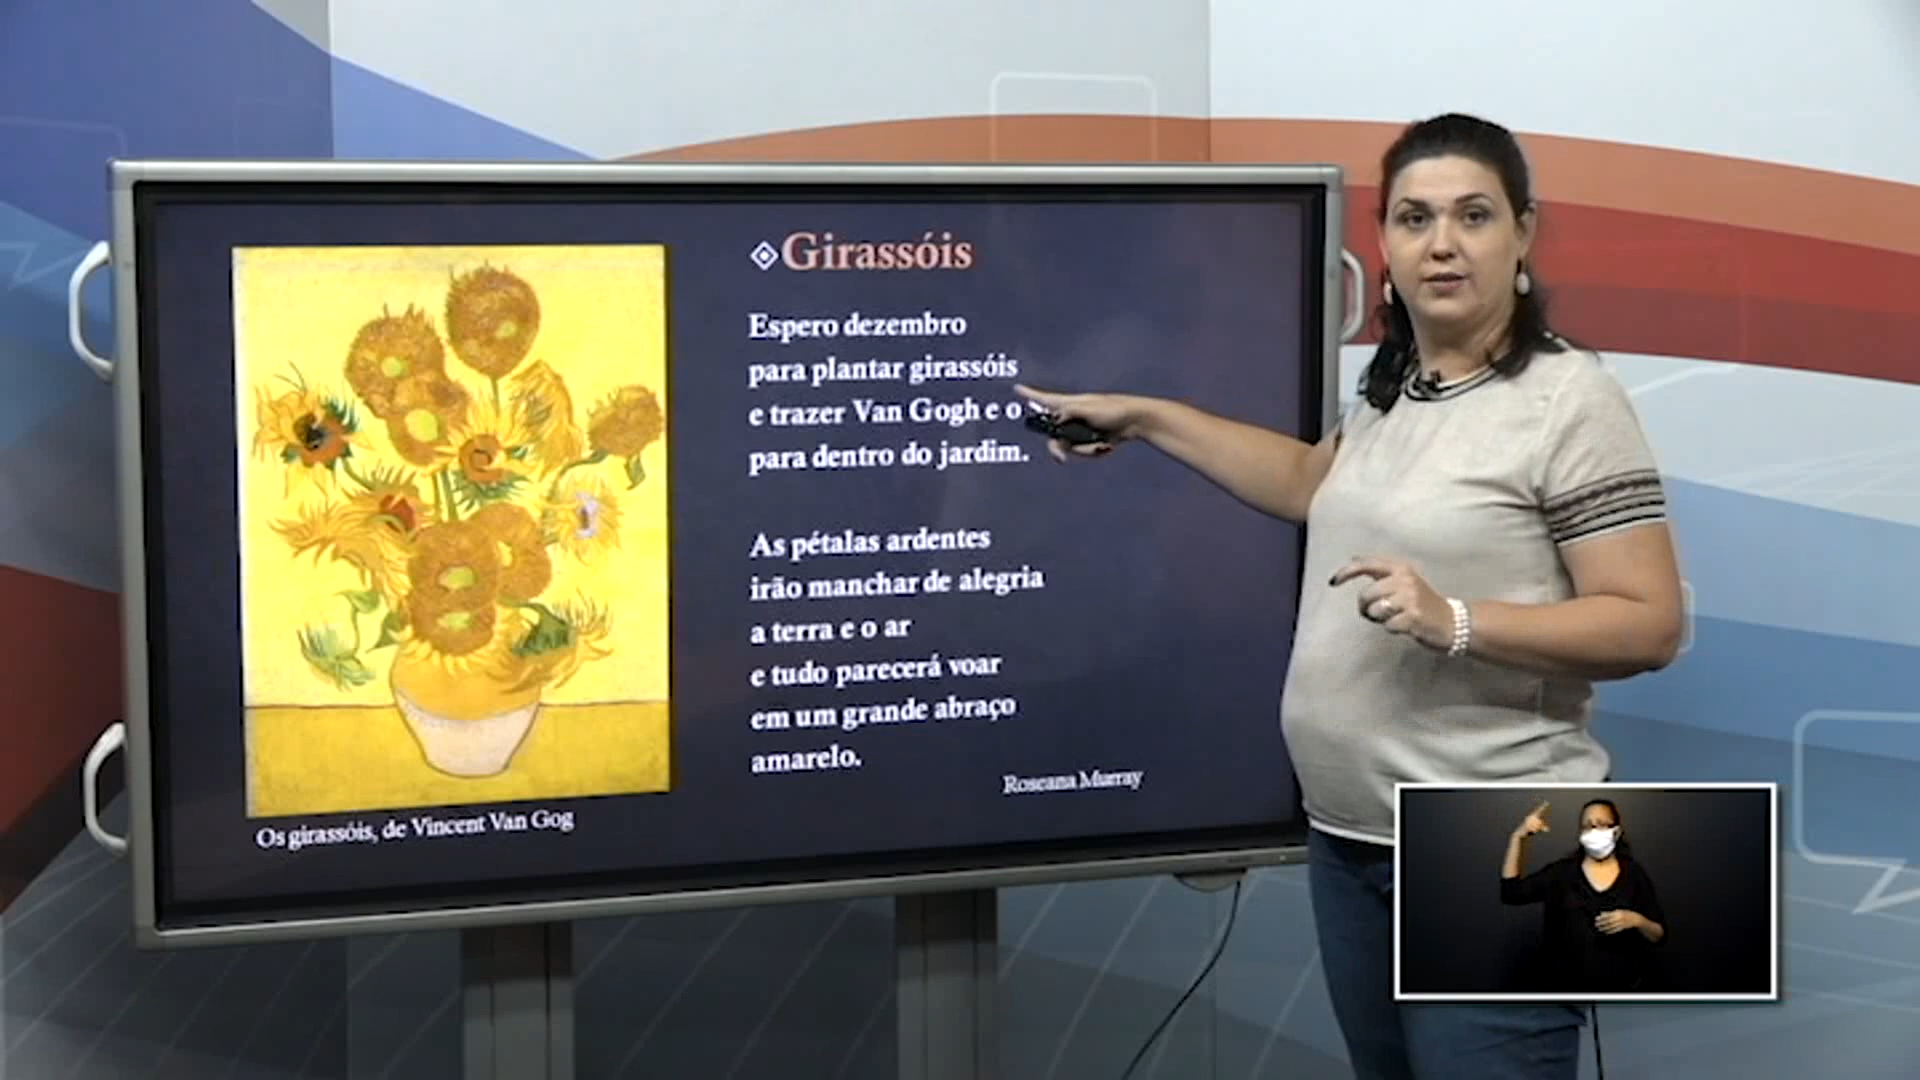 Girassóis
Espero dezembro
para plantar girassóis
e trazer Van Gogh e o
para dentro do jardim.
As pétalas ardentes
irão manchar de alegria
a terra e o ar
e tudo parecerá voar
em um grande abraço
amarelo.
Roseana Murray
Os girassóis, de Vincent Van Gog